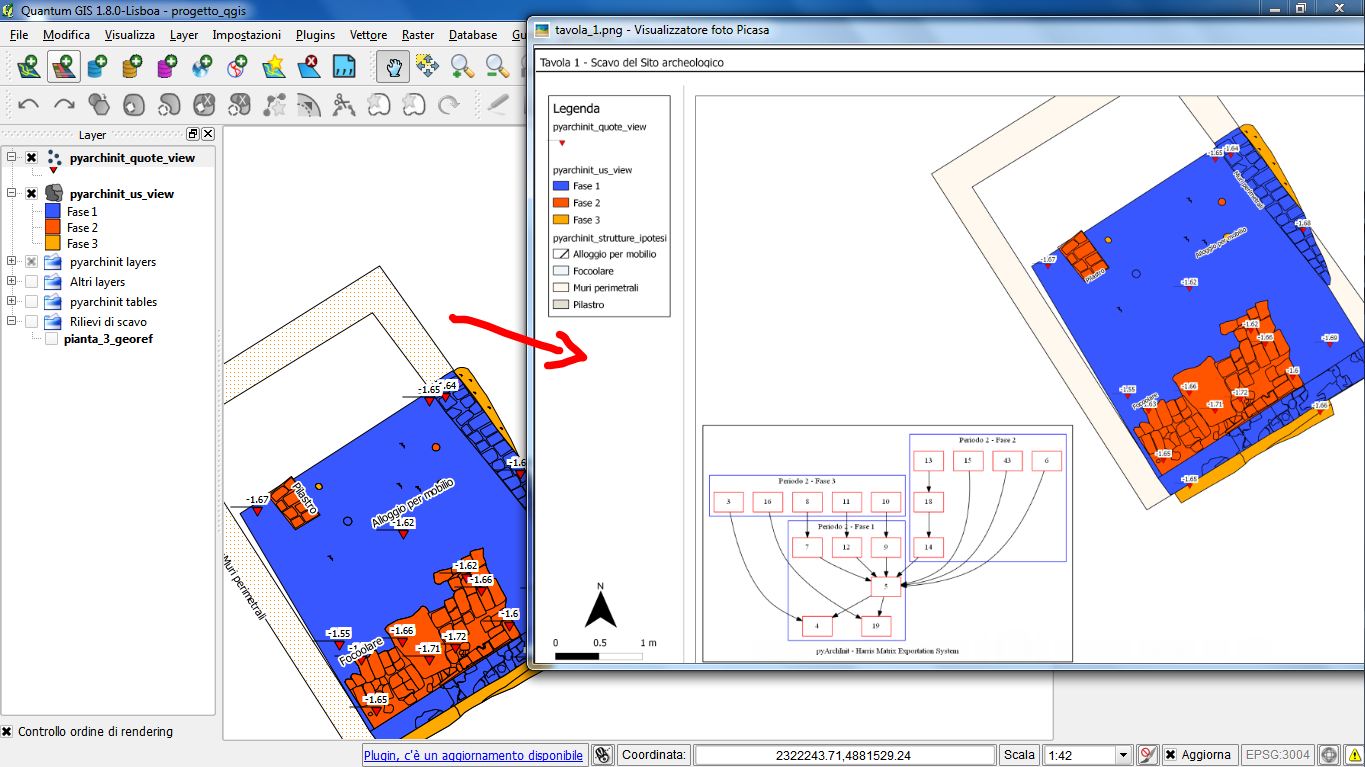 Quantum GIS 1.8.0-Lisboa - progetto_qgis
File Modifica Visualizza Layer Impostazioni Plugins Vettore Raster Database
Layer
pyarchinit_quote_view
pyarchinit_us_view
Fase 1
Fase 2
Fase 3
pyarchinit layers
Altri layers
pyarchinit tables
Rilievi di scavo
pianta_3_georef
Controllo ordine di rendering
-1.65
-1.67
Pilastro
Alloggio per mobilio
-1.62
Muri perimetrali
-1.62
-1.66
-1.6
-1.55
-1.66
-1.72
-1.71
Focoolare
-1.65
tavola_1.png - Visualizzatore foto Picasa
Tavola 1 - Scavo del Sito archeologico
Legenda
pyarchinit_quote_view
pyarchinit_us_view
Fase 1
Fase 2
Fase 3
pyarchinit_strutture_ipotesi
Alloggio per mobilio
Focoolare
Muri perimetrali
Pilastro
N
0 0.5 1 m
-1.65
-1.64
Muri perimetrali
-1.68
Alloggio per mobilio
-1.67
Pilastro
-1.62
-1.62
-1.66
-1.69
-1.6
-1.55
-1.66
-1.72
-1.71
Focoolare
-1.66
-1.65
-1.65
Periodo 2 - Fase 2
13 15 43 6
Periodo 2 - Fase 3
3 16 8 11 10 18
Periodo 2 - Fase 1
7 12 9 14
5
4 19
pyArchInit - Harris Matrix Exportation System
Plugin, c'è un aggiornamento disponibile Coordinata: 2322243.71,4881529.24 Scala 1:42 Aggiorna EPSG:3004